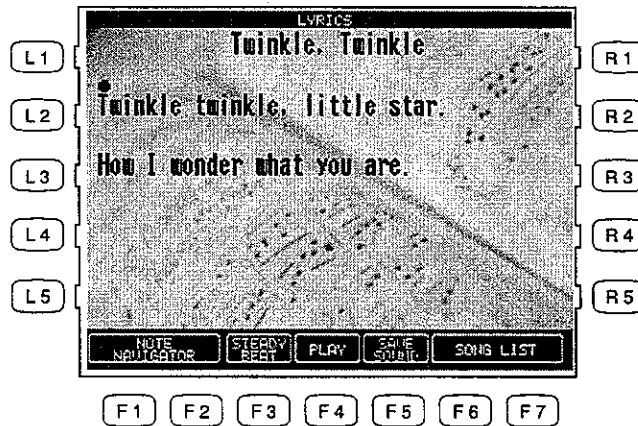 LYRICS
Twinkle, Twinkle
Twinkle twinkle, little star.
How I wonder what you are.
L1
L2
L3
L4
L5
R1
R2
R3
R4
R5
NOTE NAVIGATOR
STEADY BEAT
PLAY
SAVE SOUND
SONG LIST
F1 F2 F3 F4 F5 F6 F7